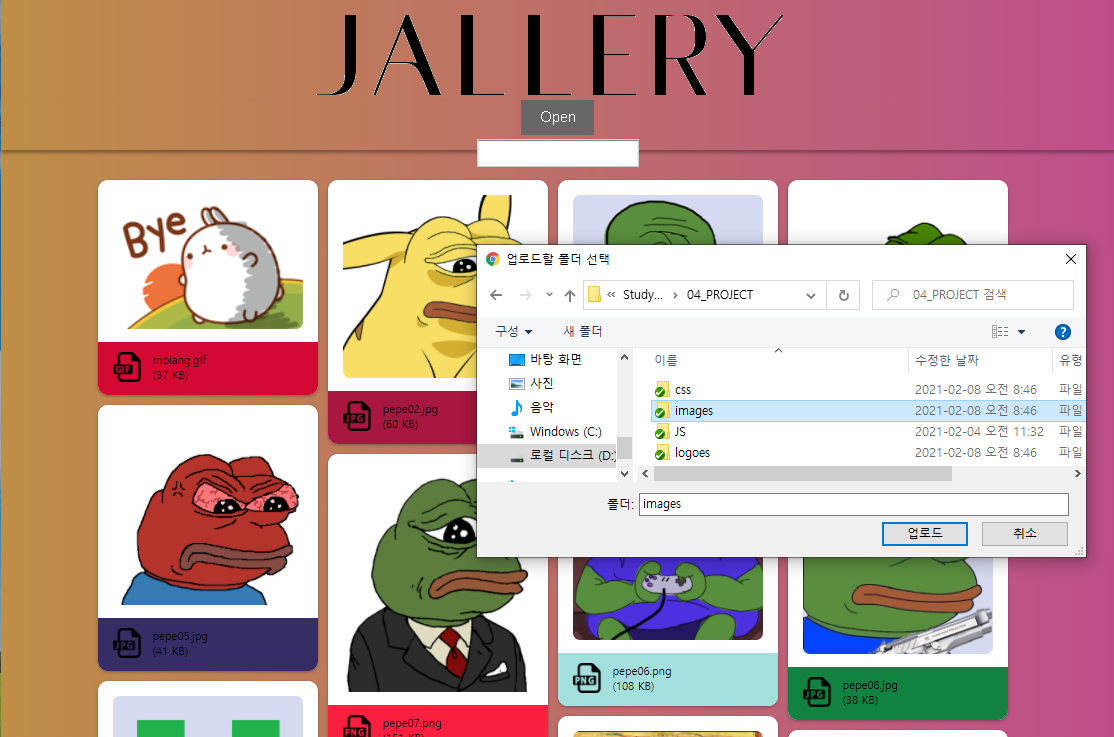 JALLERY
Open
Bye
GIF
molang.gif
(37 KB)
JPG
pepe02.jpg
(60 KB)
업로드할 폴더 선택
« Study... › 04_PROJECT
04_PROJECT 검색
구성
새 폴더
바탕 화면
사진
음악
Windows (C:)
로컬 디스크 (D:)
이름
수정한 날짜
유형
css
2021-02-08 오전 8:46
파일
images
2021-02-08 오전 8:46
파일
JS
2021-02-04 오전 11:32
파일
logoes
2021-02-08 오전 8:46
파일
폴더:
images
업로드
취소
JPG
pepe05.jpg
(41 KB)
PNG
pepe07.png
(151 KB)
PNG
pepe06.png
(108 KB)
JPG
pepe08.jpg
(38 KB)